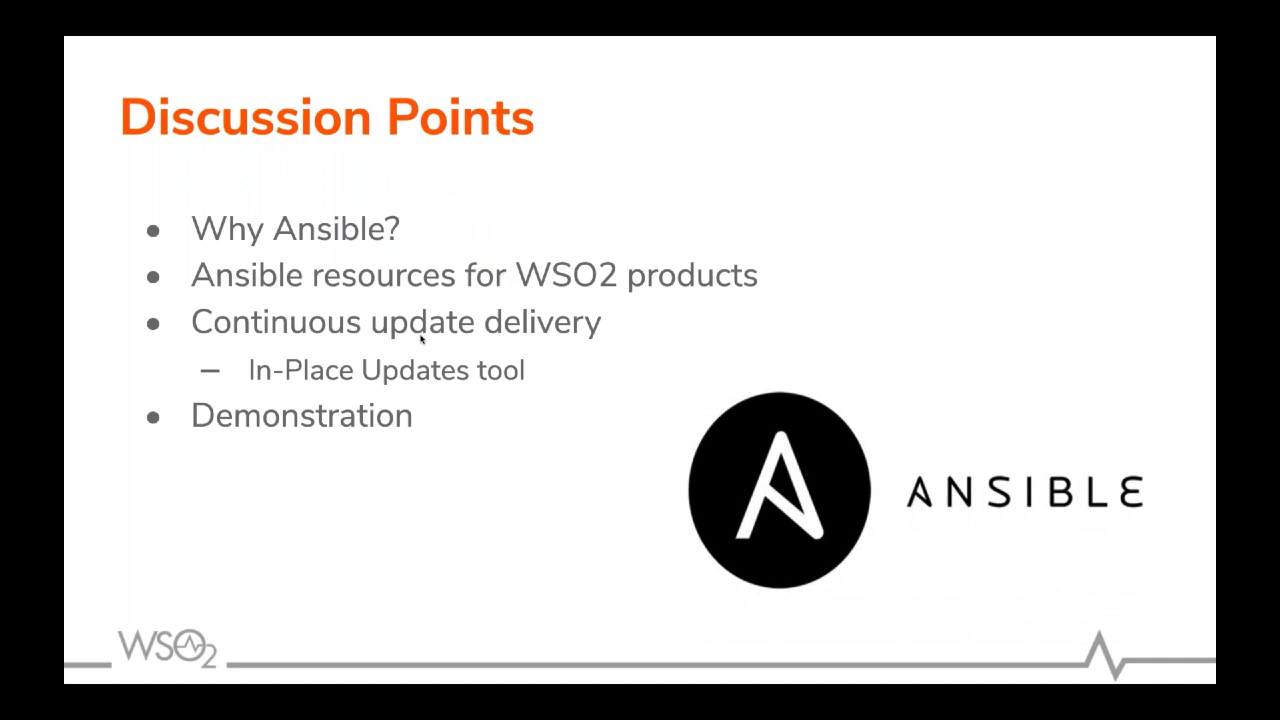 Discussion Points
● Why Ansible?
● Ansible resources for WSO2 products
● Continuous update delivery
– In-Place Updates tool
● Demonstration
ANSIBLE
WSO2